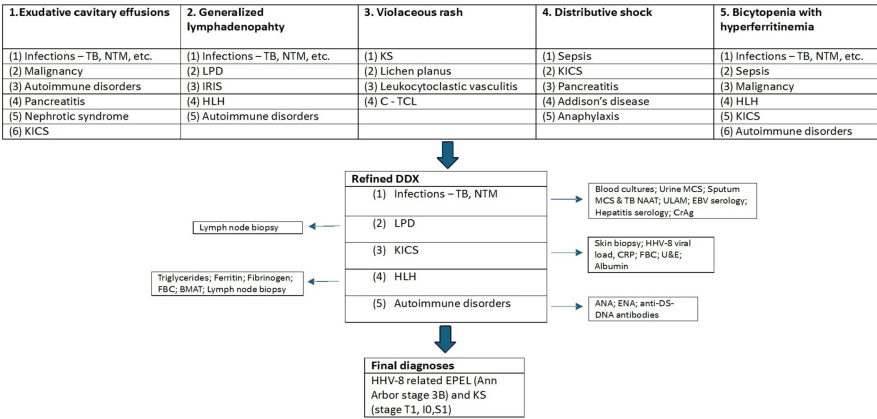 1.Exudative cavitary effusions
2. Generalized
lymphadenopahty
3. Violaceous rash
4. Distributive shock
5. Bicytopenia with
hyperferritinemia
(1) Infections – TB, NTM, etc.
(1) Infections – TB, NTM, etc.
(1) KS
(1) Sepsis
(1) Infections – TB, NTM, etc.
(2) Malignancy
(2) LPD
(2) Lichen planus
(2) KICS
(2) Sepsis
(3) Autoimmune disorders
(3) IRIS
(3) Leukocytoclastic vasculitis
(3) Pancreatitis
(3) Malignancy
(4) Pancreatitis
(4) HLH
(4) C - TCL
(4) Addison's disease
(4) HLH
(5) Nephrotic syndrome
(5) Autoimmune disorders
(5) Anaphylaxis
(5) KICS
(6) KICS
(6) Autoimmune disorders
Refined DDX
(1) Infections – TB, NTM
Blood cultures; Urine MCS; Sputum
MCS & TB NAAT; ULAM; EBV serology;
Hepatitis serology; CrAg
Lymph node biopsy
(2) LPD
(3) KICS
Skin biopsy; HHV-8 viral
load, CRP; FBC; U&E;
Albumin
Triglycerides; Ferritin; Fibrinogen;
FBC; BMAT; Lymph node biopsy
(4) HLH
(5) Autoimmune disorders
ANA; ENA; anti-DS-
DNA antibodies
Final diagnoses
HHV-8 related EPEL (Ann
Arbor stage 3B) and KS
(stage T1, I0,S1)